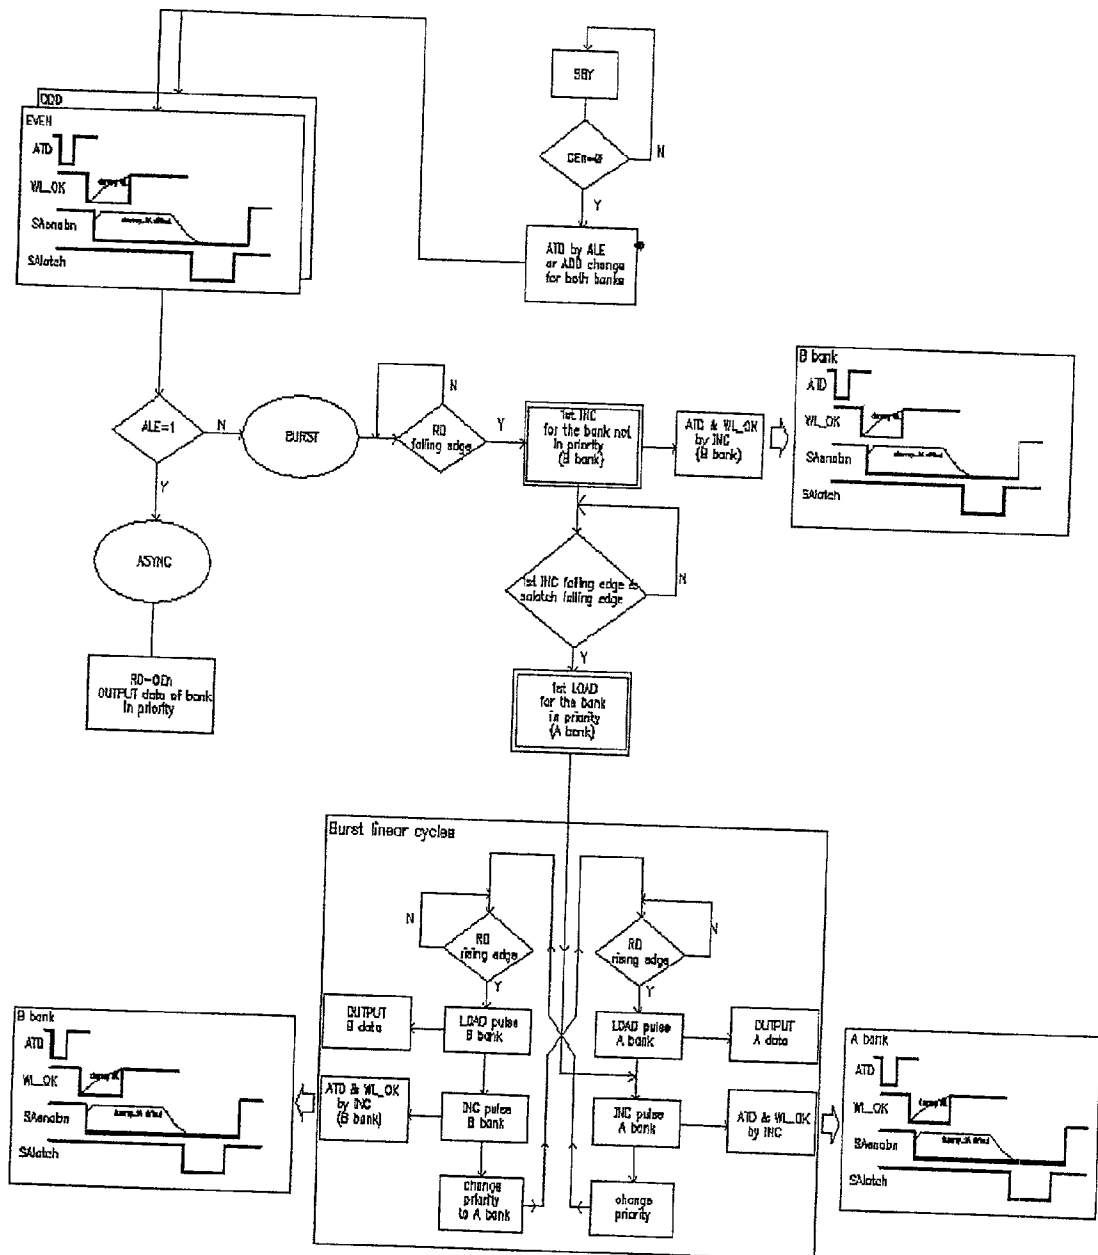 SBY
ODD
EVEN
ATD
WL_OK
SAenabn
SAlatch
CEn=0
N
Y
ATD by ALE
or ADD change
for both banks
ALE=1
N
Y
BURST
N
RD
falling edge
Y
1st INC
for the bank not
in priority
(B bank)
ATD & WL_OK
by INC
(B bank)
B bank
ATD
WL_OK
SAenabn
SAlatch
ASYNC
1st INC falling edge &
salatch falling edge
N
Y
RD=OEn
OUTPUT data of bank
in priority
1st LOAD
for the bank
in priority
(A bank)
Burst linear cycles
N
RD
rising edge
Y
RD
rising edge
N
Y
OUTPUT
B data
LOAD pulse
B bank
LOAD pulse
A bank
OUTPUT
A data
B bank
ATD
WL_OK
SAenabn
SAlatch
ATD & WL_OK
by INC
(B bank)
INC pulse
B bank
INC pulse
A bank
ATD & WL_OK
by INC
A bank
ATD
WL_OK
SAenabn
SAlatch
change
priority
to A bank
change
priority